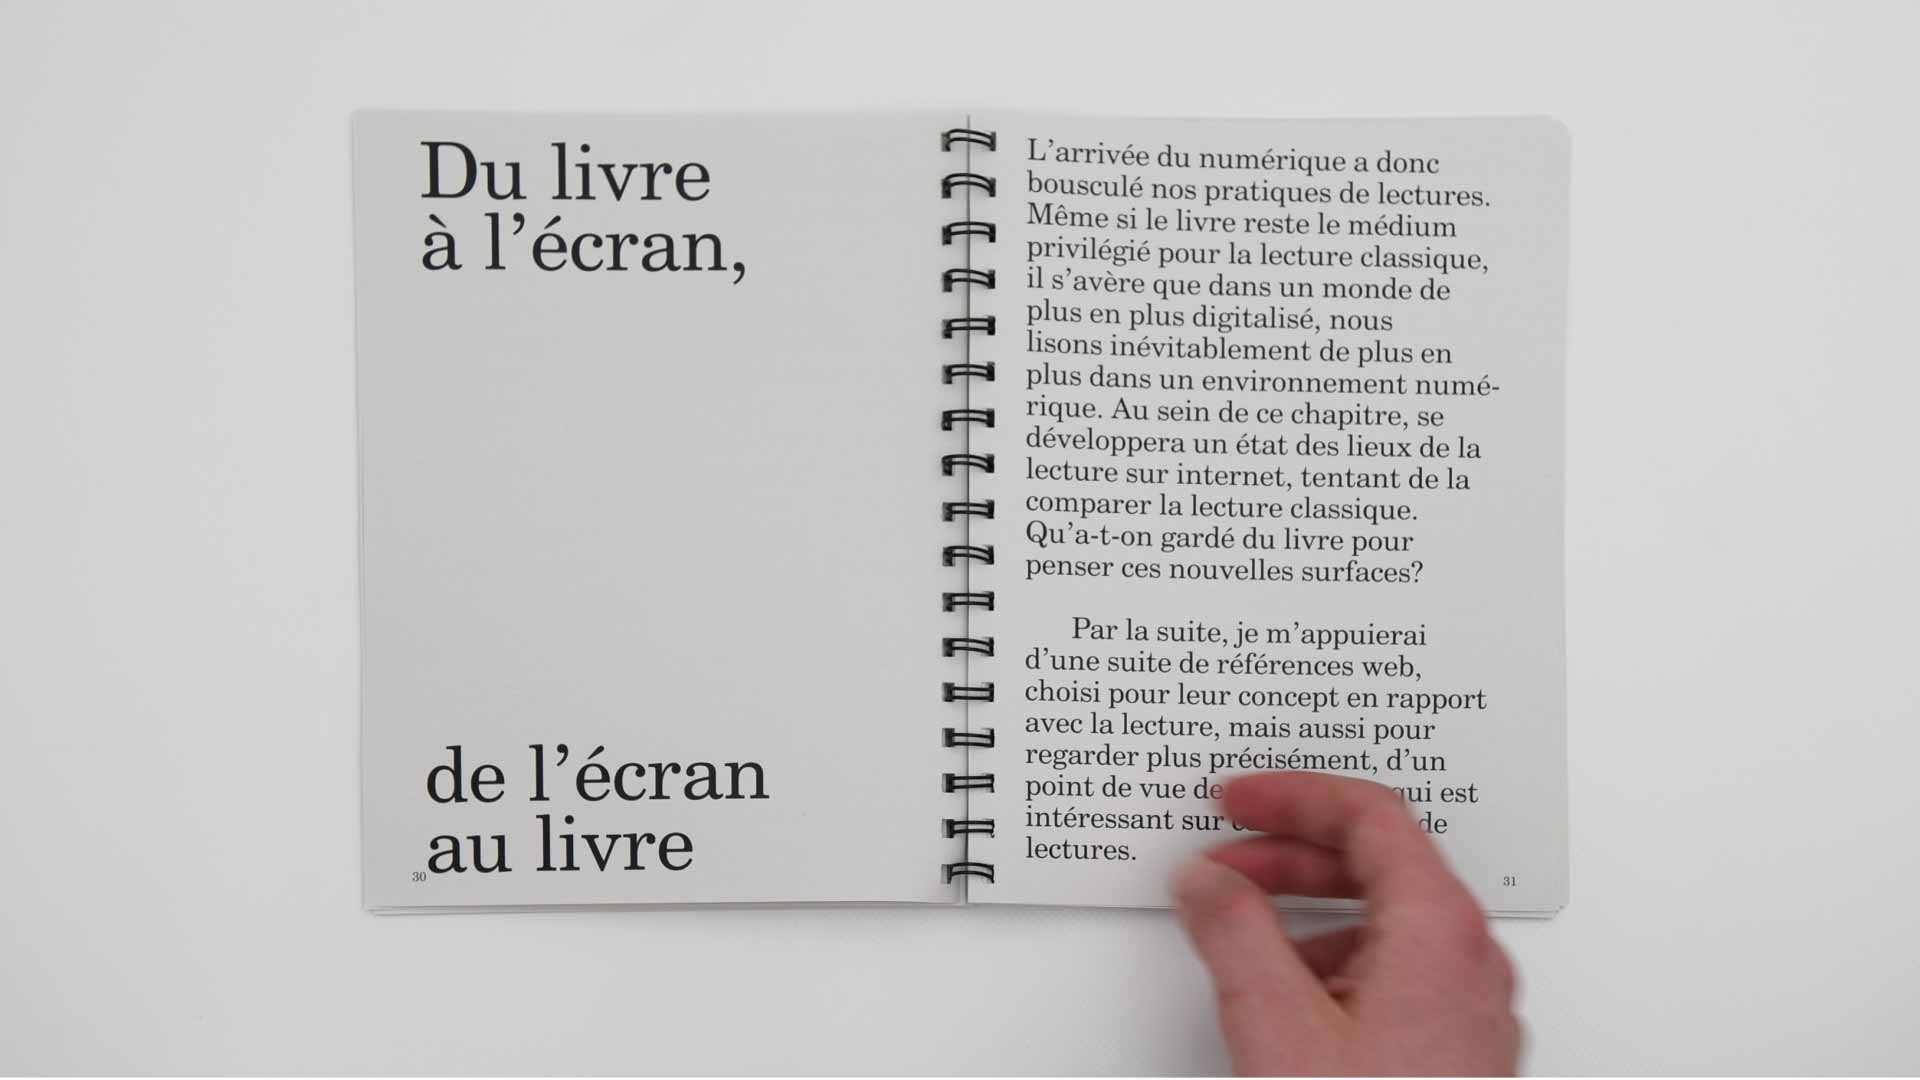 Du livre
à l’écran,
de l’écran
au livre
30
L’arrivée du numérique a donc
bousculé nos pratiques de lectures.
Même si le livre reste le médium
privilégié pour la lecture classique,
il s’avère que dans un monde de
plus en plus digitalisé, nous
lisons inévitablement de plus en
plus dans un environnement numé-
rique. Au sein de ce chapitre, se
développera un état des lieux de la
lecture sur internet, tentant de la
comparer la lecture classique.
Qu’a-t-on gardé du livre pour
penser ces nouvelles surfaces?
Par la suite, je m’appuierai
d’une suite de références web,
choisi pour leur concept en rapport
avec la lecture, mais aussi pour
regarder plus précisément, d’un
point de vue de qui est
intéressant sur de
lectures.
31